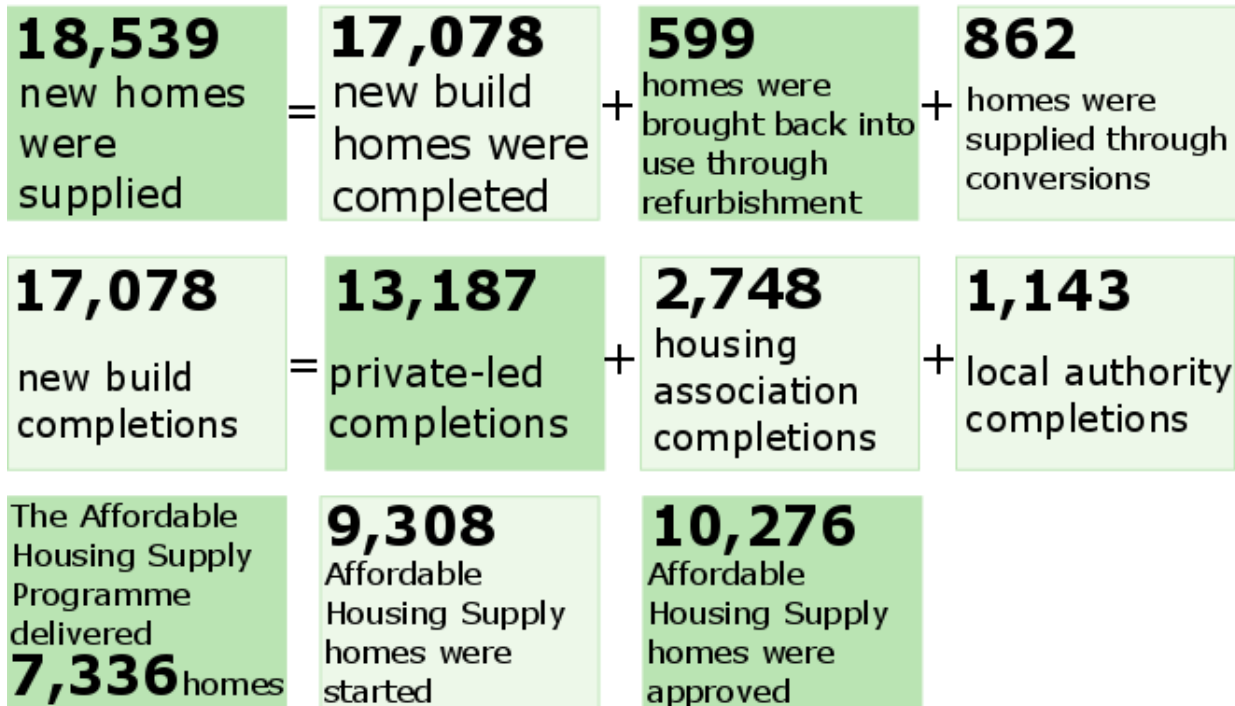 18,539
new homes
were
supplied
=
17,078
new build
homes were
completed
+
599
homes were
brought back into
use through
refurbishment
+
862
homes were
supplied through
conversions
17,078
new build
completions
=
13,187
private-led
completions
+
2,748
housing
association
completions
+
1,143
local authority
completions
The Affordable
Housing Supply
Programme
delivered
7,336 homes
9,308
Affordable
Housing Supply
homes were
started
10,276
Affordable
Housing Supply
homes were
approved